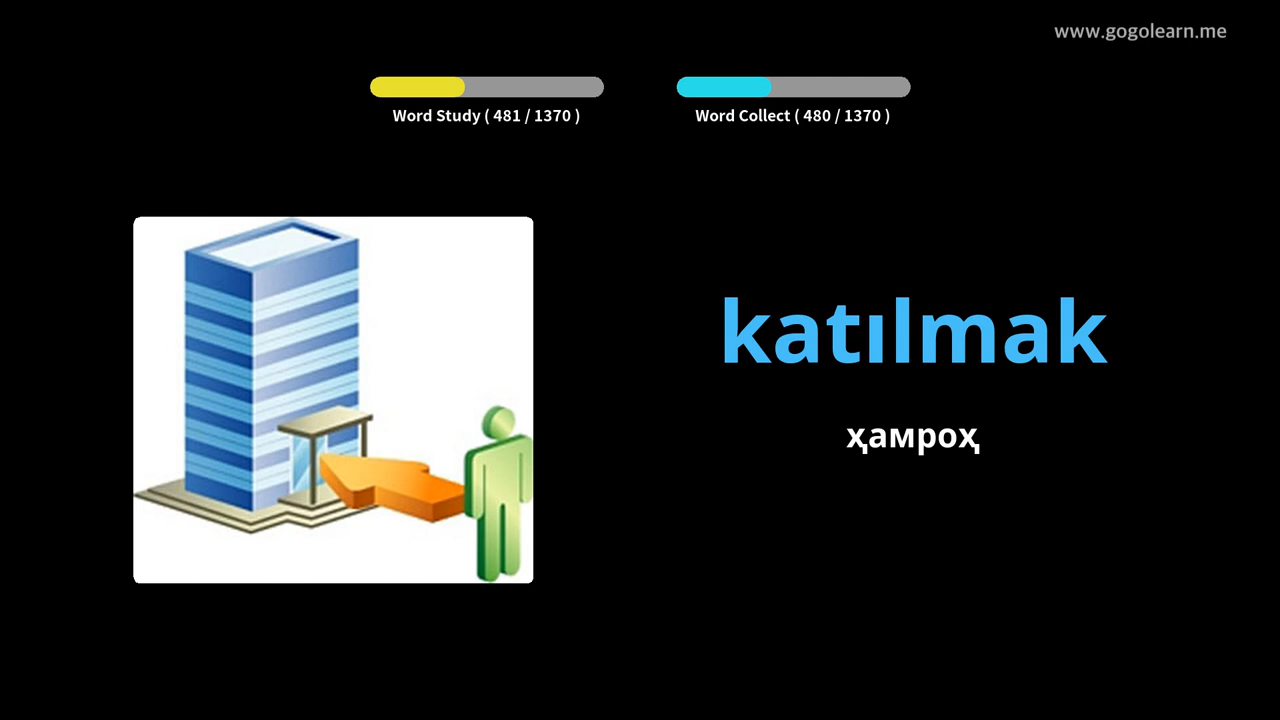 www.gogolearn.me
Word Study ( 481 / 1370 )
Word Collect ( 480 / 1370 )
katılmak
ҳамроҳ